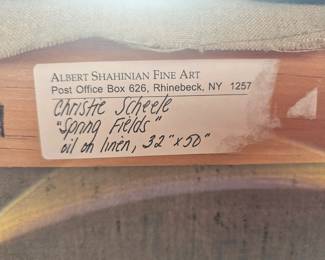 ALBERT SHAHINIAN FINE ART
Post Office Box 626, Rhinebeck, NY 1257
Christie Scheele
"Spring Fields"
oil on linen, 32" x 50"